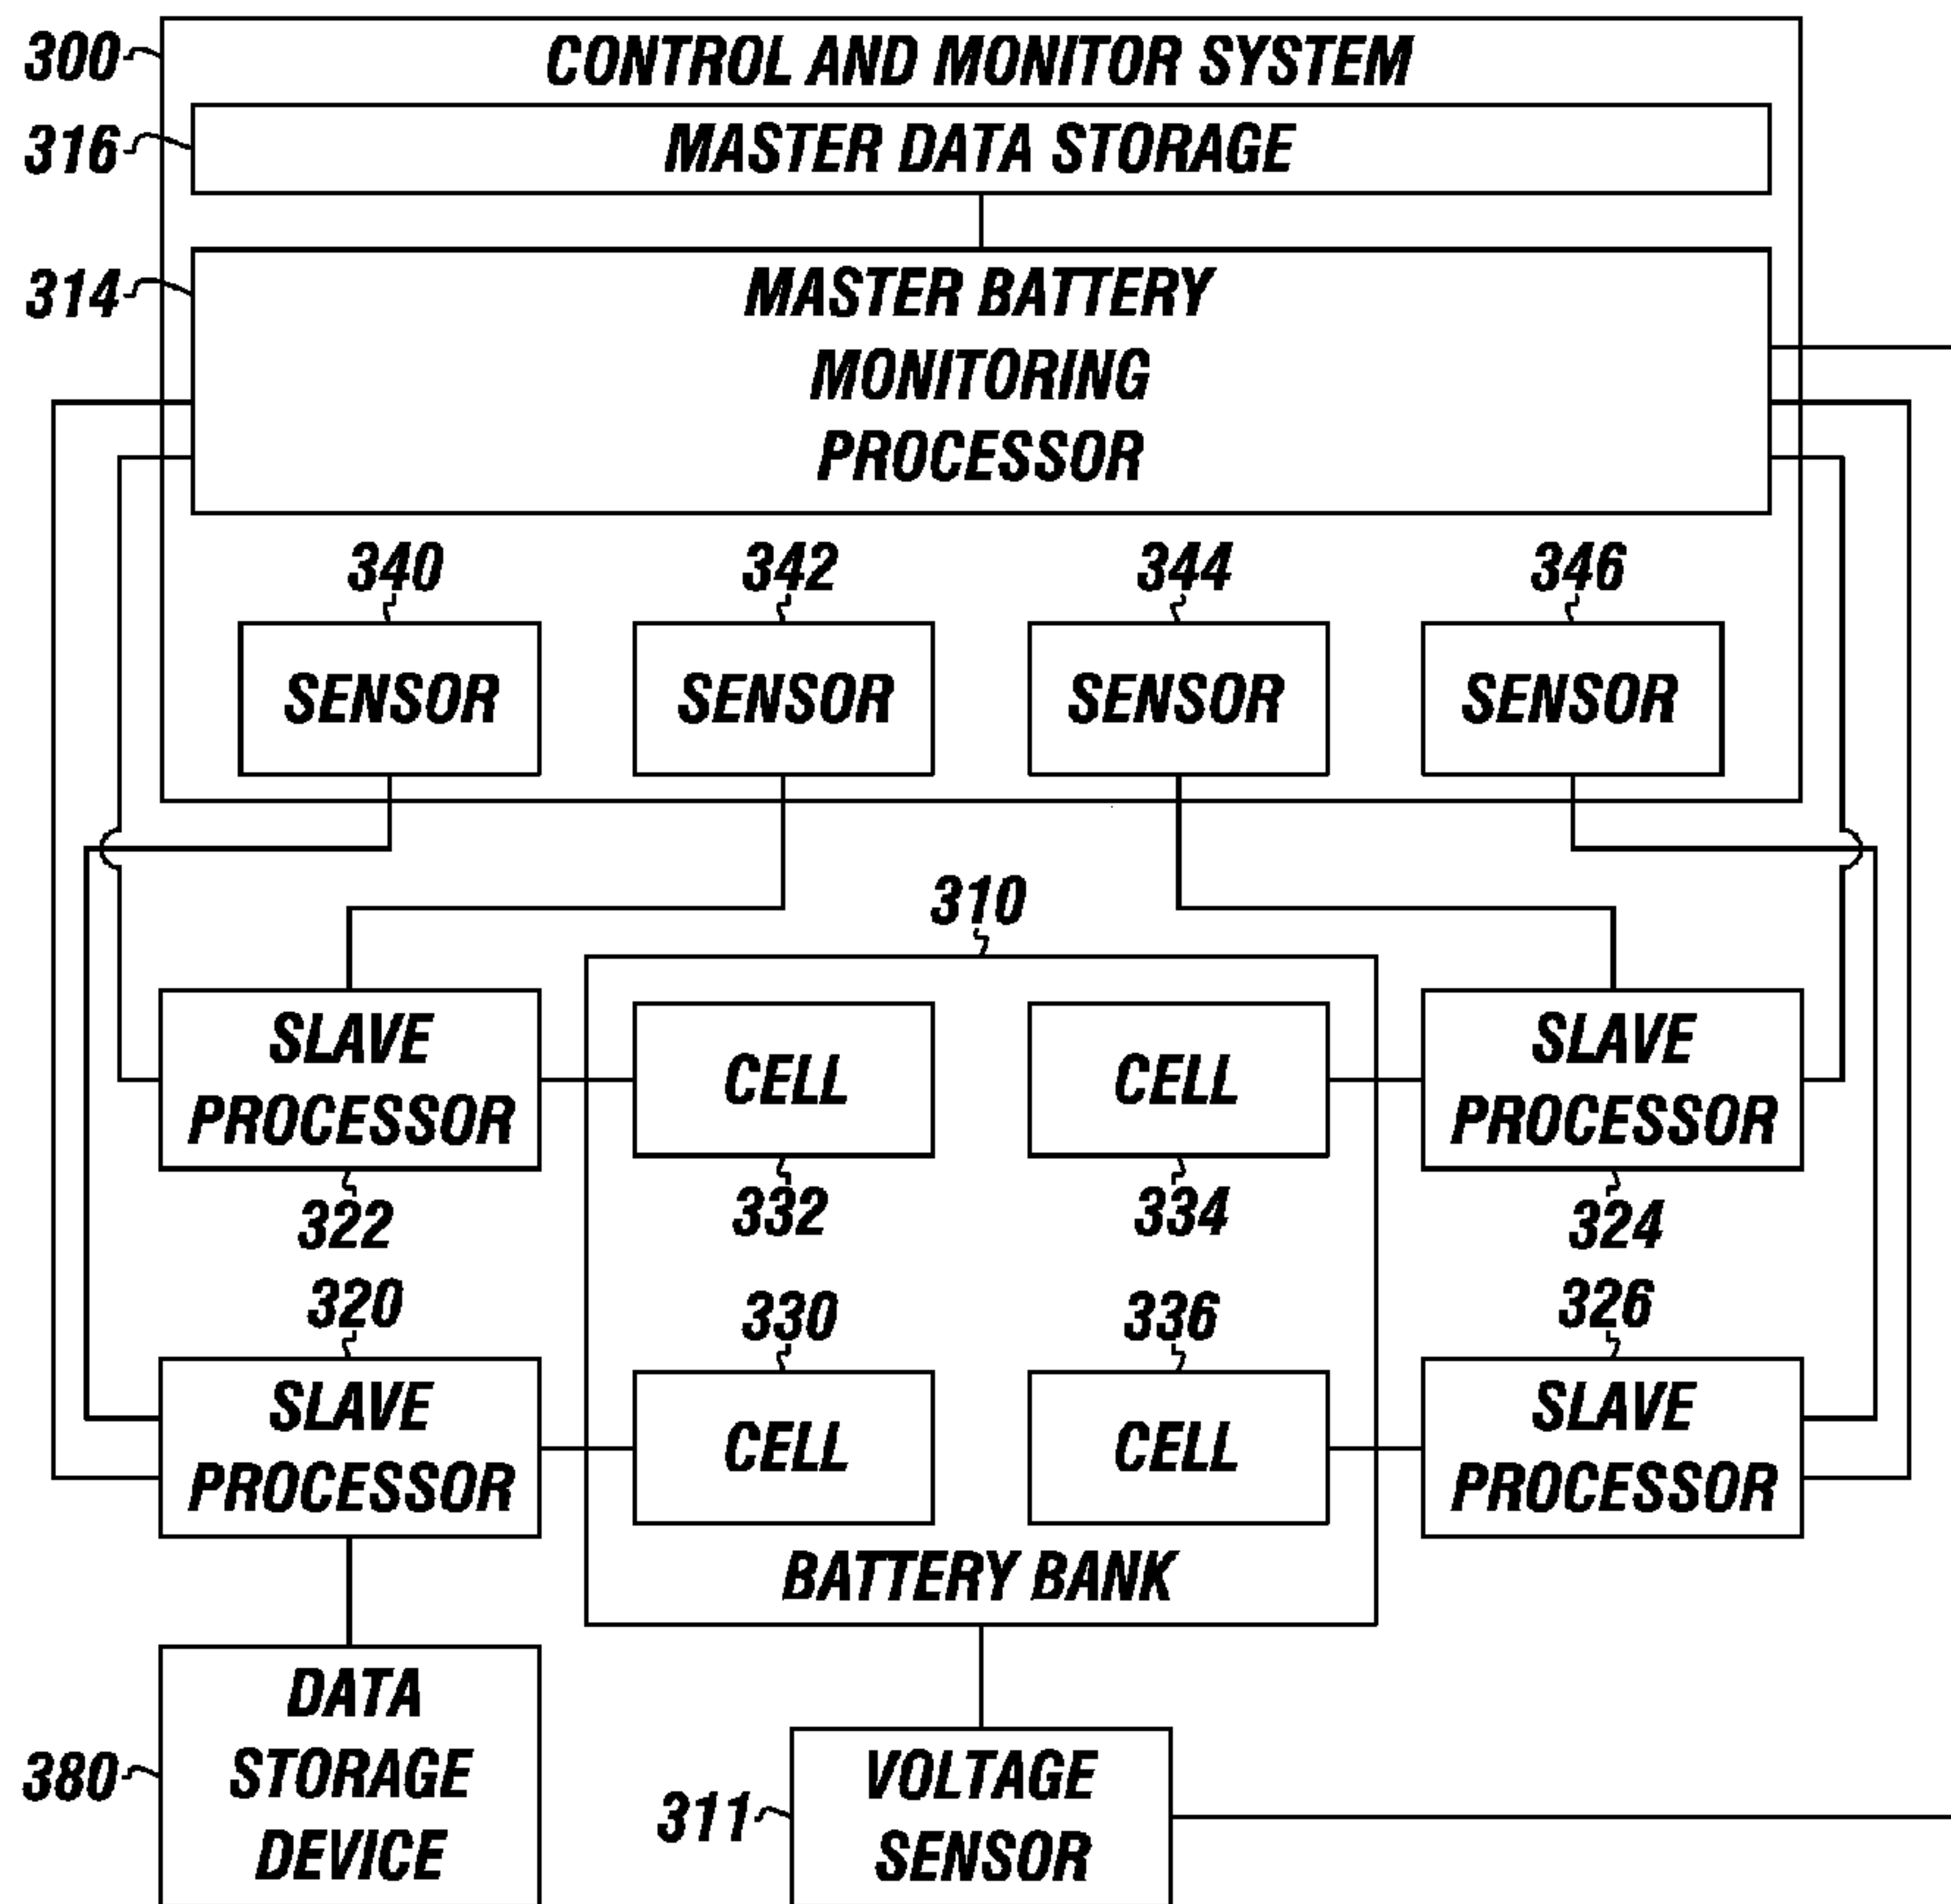 300
CONTROL AND MONITOR SYSTEM
316
MASTER DATA STORAGE
314
MASTER BATTERY
MONITORING
PROCESSOR
340
342
344
346
SENSOR
SENSOR
SENSOR
SENSOR
310
SLAVE
PROCESSOR
CELL
CELL
SLAVE
PROCESSOR
322
332
334
324
320
330
336
326
SLAVE
PROCESSOR
CELL
CELL
SLAVE
PROCESSOR
BATTERY BANK
380
DATA
STORAGE
DEVICE
311
VOLTAGE
SENSOR